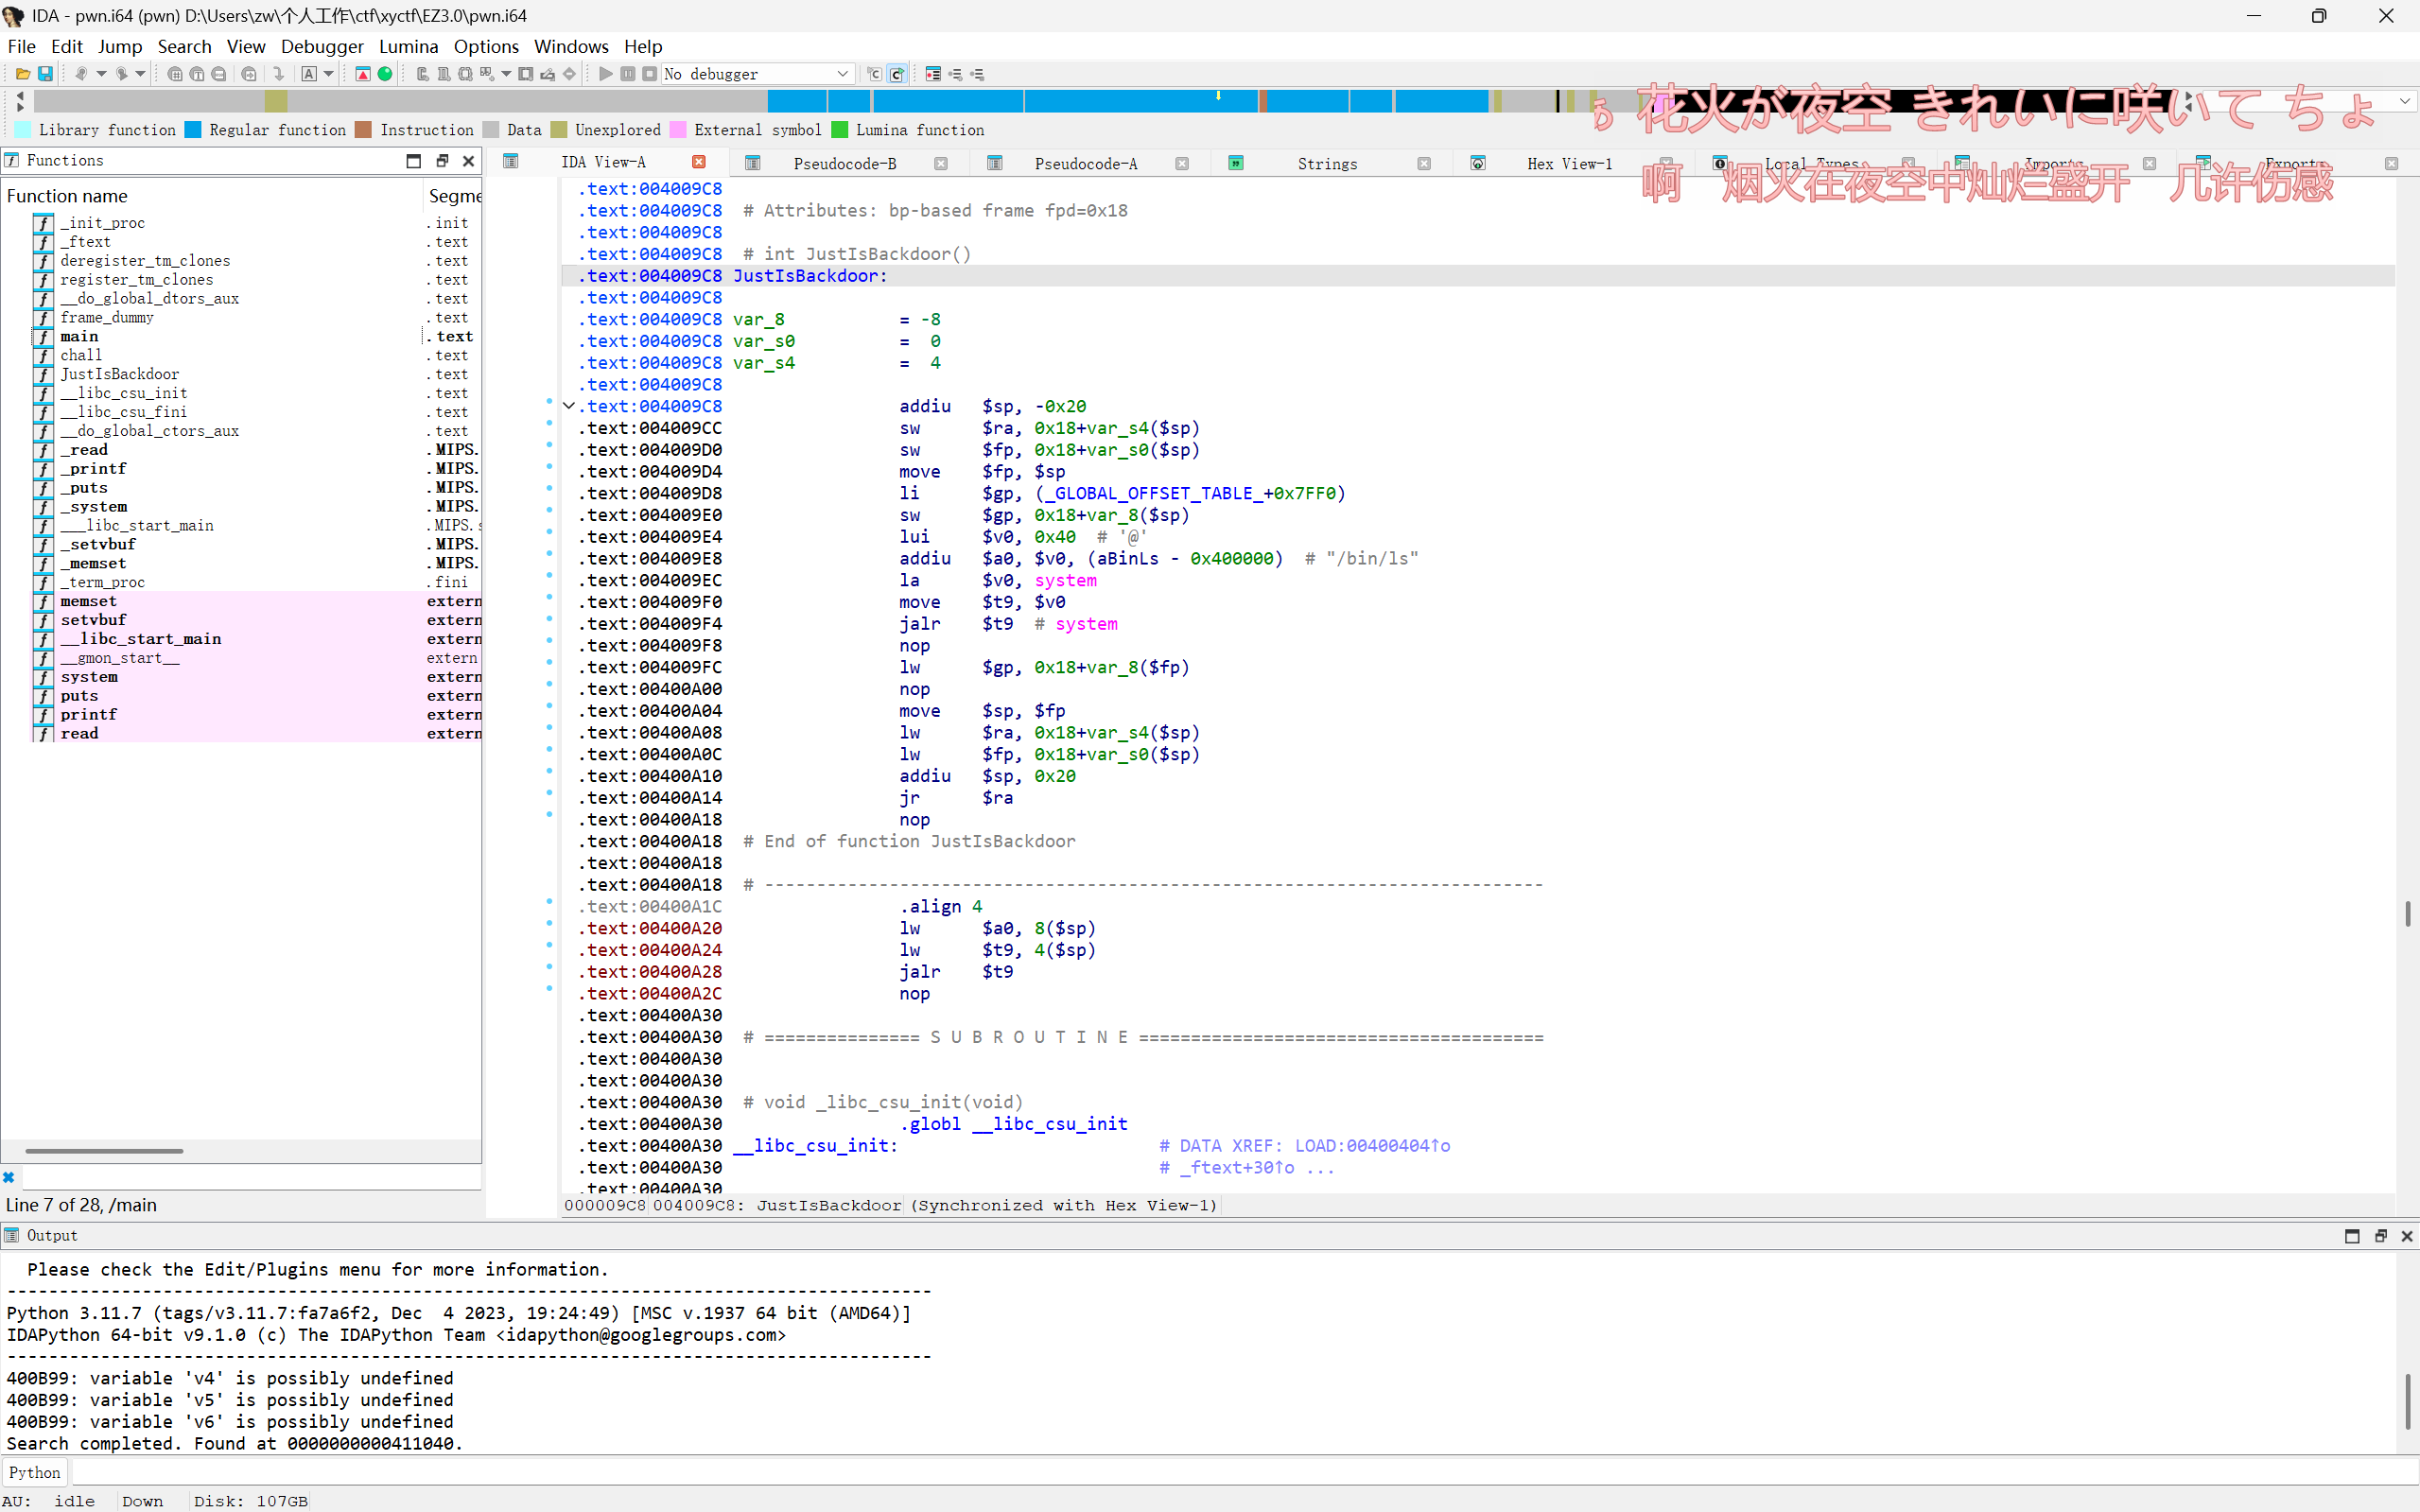 IDA - pwn.i64 (pwn) D:\Users\zw\个人工作\ctf\xyctf\EZ3.0\pwn.i64
File Edit Jump Search View Debugger Lumina Options Windows Help
No debugger
花火が夜空 きれいに咲いて ちょ
Library function Regular function Instruction Data Unexplored External symbol Lumina function
Functions
IDA View-A Pseudocode-B Pseudocode-A Strings Hex View-1 Local Types Imports Exports
啊 烟火在夜空中灿烂盛开 几许伤感
Function name Segme
_init_proc .init
_ftext .text
deregister_tm_clones .text
register_tm_clones .text
__do_global_dtors_aux .text
frame_dummy .text
main .text
chall .text
JustIsBackdoor .text
__libc_csu_init .text
__libc_csu_fini .text
__do_global_ctors_aux .text
_read .MIPS.
_printf .MIPS.
_puts .MIPS.
_system .MIPS.
___libc_start_main .MIPS.s
_setvbuf .MIPS.
_memset .MIPS.
_term_proc .fini
memset extern
setvbuf extern
__libc_start_main extern
__gmon_start__ extern
system extern
puts extern
printf extern
read extern
Line 7 of 28, /main
.text:004009C8
.text:004009C8 # Attributes: bp-based frame fpd=0x18
.text:004009C8
.text:004009C8 # int JustIsBackdoor()
.text:004009C8 JustIsBackdoor:
.text:004009C8
.text:004009C8 var_8 = -8
.text:004009C8 var_s0 = 0
.text:004009C8 var_s4 = 4
.text:004009C8
.text:004009C8 addiu $sp, -0x20
.text:004009CC sw $ra, 0x18+var_s4($sp)
.text:004009D0 sw $fp, 0x18+var_s0($sp)
.text:004009D4 move $fp, $sp
.text:004009D8 li $gp, (_GLOBAL_OFFSET_TABLE_+0x7FF0)
.text:004009E0 sw $gp, 0x18+var_8($sp)
.text:004009E4 lui $v0, 0x40 # '@'
.text:004009E8 addiu $a0, $v0, (aBinLs - 0x400000) # "/bin/ls"
.text:004009EC la $v0, system
.text:004009F0 move $t9, $v0
.text:004009F4 jalr $t9 # system
.text:004009F8 nop
.text:004009FC lw $gp, 0x18+var_8($fp)
.text:00400A00 nop
.text:00400A04 move $sp, $fp
.text:00400A08 lw $ra, 0x18+var_s4($sp)
.text:00400A0C lw $fp, 0x18+var_s0($sp)
.text:00400A10 addiu $sp, 0x20
.text:00400A14 jr $ra
.text:00400A18 nop
.text:00400A18 # End of function JustIsBackdoor
.text:00400A18
.text:00400A18 # ---------------------------------------------------------------------------
.text:00400A1C .align 4
.text:00400A20 lw $a0, 8($sp)
.text:00400A24 lw $t9, 4($sp)
.text:00400A28 jalr $t9
.text:00400A2C nop
.text:00400A30
.text:00400A30 # =============== S U B R O U T I N E =======================================
.text:00400A30
.text:00400A30
.text:00400A30 # void _libc_csu_init(void)
.text:00400A30 .globl __libc_csu_init
.text:00400A30 __libc_csu_init: # DATA XREF: LOAD:00400404↑o
.text:00400A30 # _ftext+30↑o ...
.text:00400A30
000009C8 004009C8: JustIsBackdoor (Synchronized with Hex View-1)
Output
Please check the Edit/Plugins menu for more information.
-----------------------------------------------------------------------------------------
Python 3.11.7 (tags/v3.11.7:fa7a6f2, Dec  4 2023, 19:24:49) [MSC v.1937 64 bit (AMD64)]
IDAPython 64-bit v9.1.0 (c) The IDAPython Team <idapython@googlegroups.com>
-----------------------------------------------------------------------------------------
400B99: variable 'v4' is possibly undefined
400B99: variable 'v5' is possibly undefined
400B99: variable 'v6' is possibly undefined
Search completed. Found at 0000000000411040.
Python
AU: idle Down Disk: 107GB